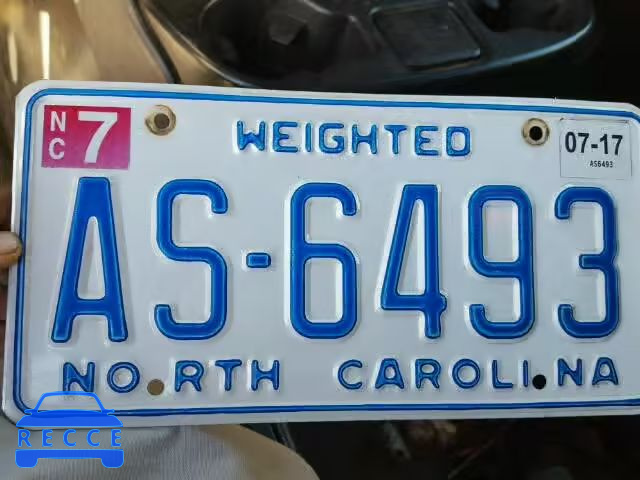 NC 7
WEIGHTED
07-17
AS6493
AS-6493
NORTH CAROLINA
RECCE